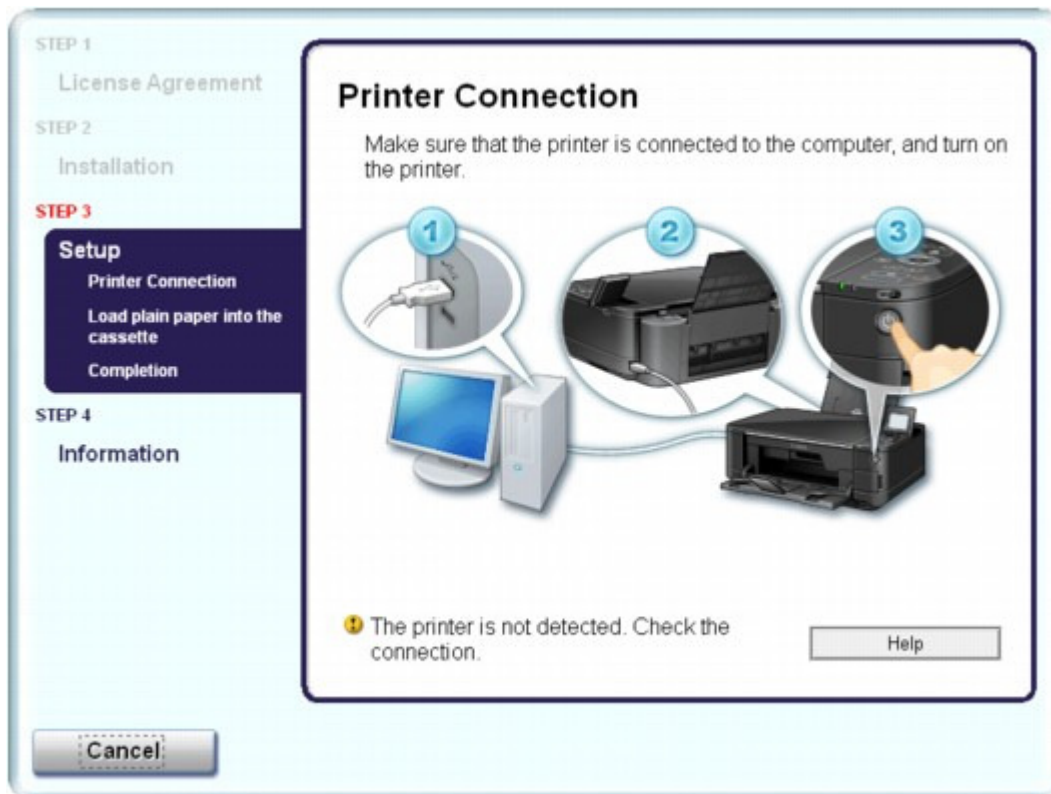 STEP 1
License Agreement
STEP 2
Installation
STEP 3
Setup
Printer Connection
Load plain paper into the
cassette
Completion
STEP 4
Information
Printer Connection
Make sure that the printer is connected to the computer, and turn on
the printer.
1
2
3
The printer is not detected. Check the
connection.
Help
Cancel